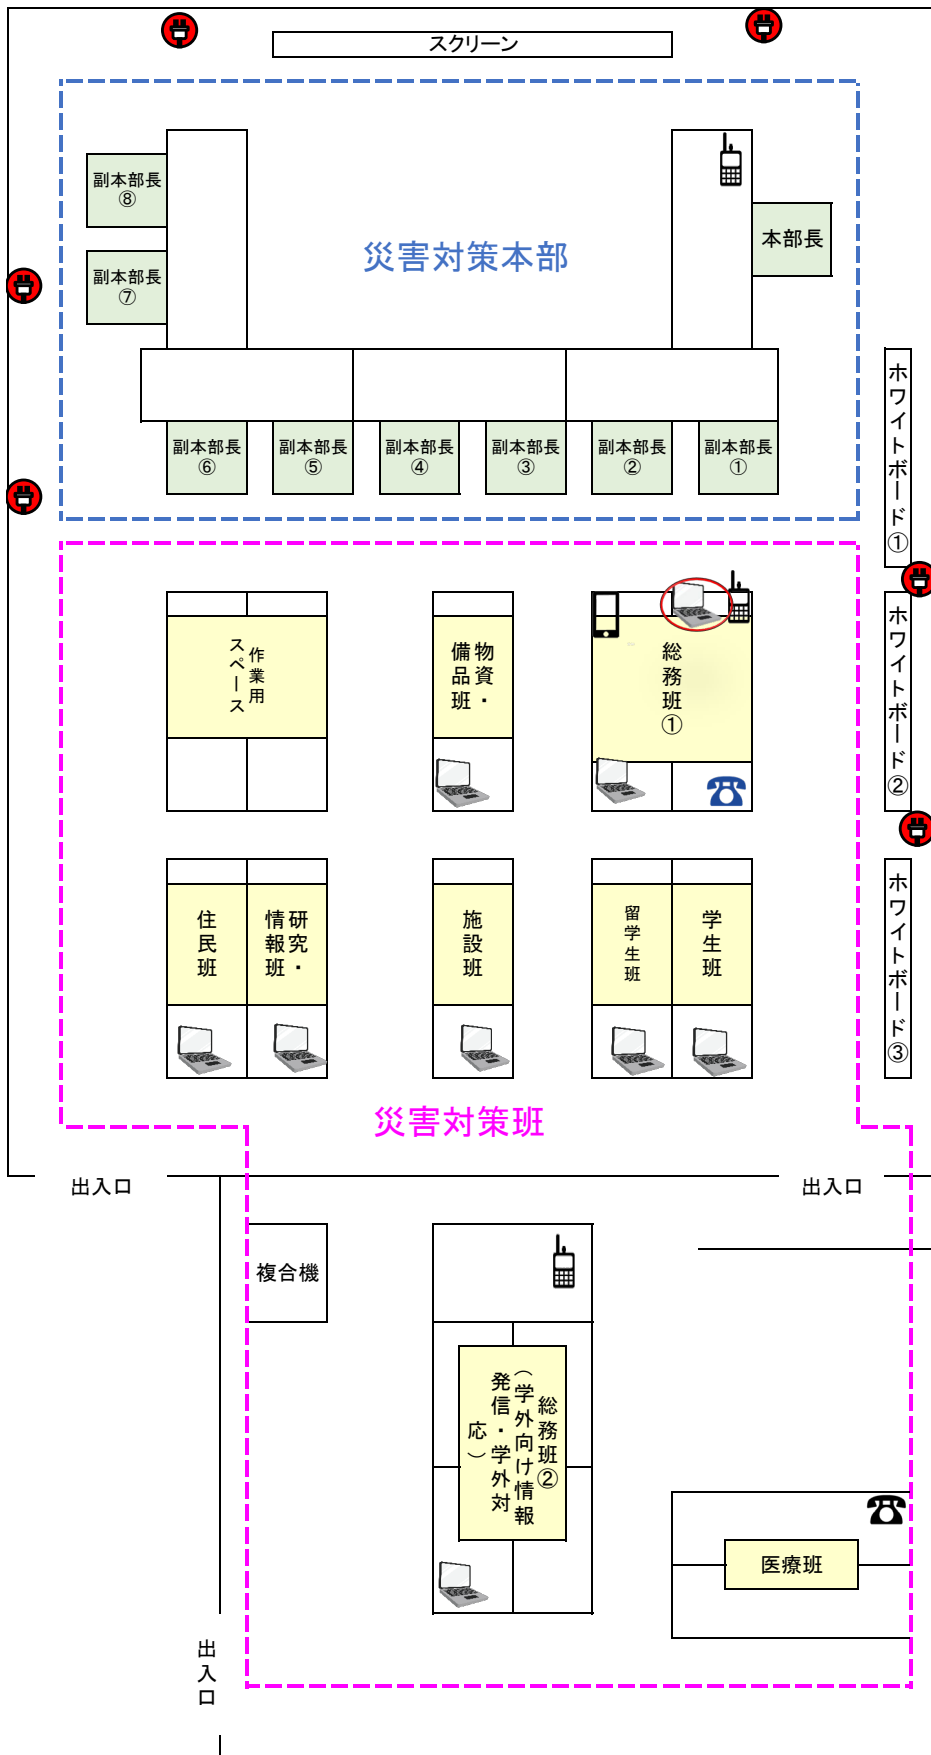 スクリーン
副本部長
⑧
災害対策本部
本部長
副本部長
⑦
副本部長
⑥
副本部長
⑤
副本部長
④
副本部長
③
副本部長
②
副本部長
①
ホワイトボード①
作業用
スペース
物資・
備品班
総務班①
ホワイトボード②
住民班
研究・
情報班
施設班
留学生班
学生班
ホワイトボード③
災害対策班
出入口
出入口
複合機
総務班②
（学外向け情報
発信・学外対
応）
医療班
出入口